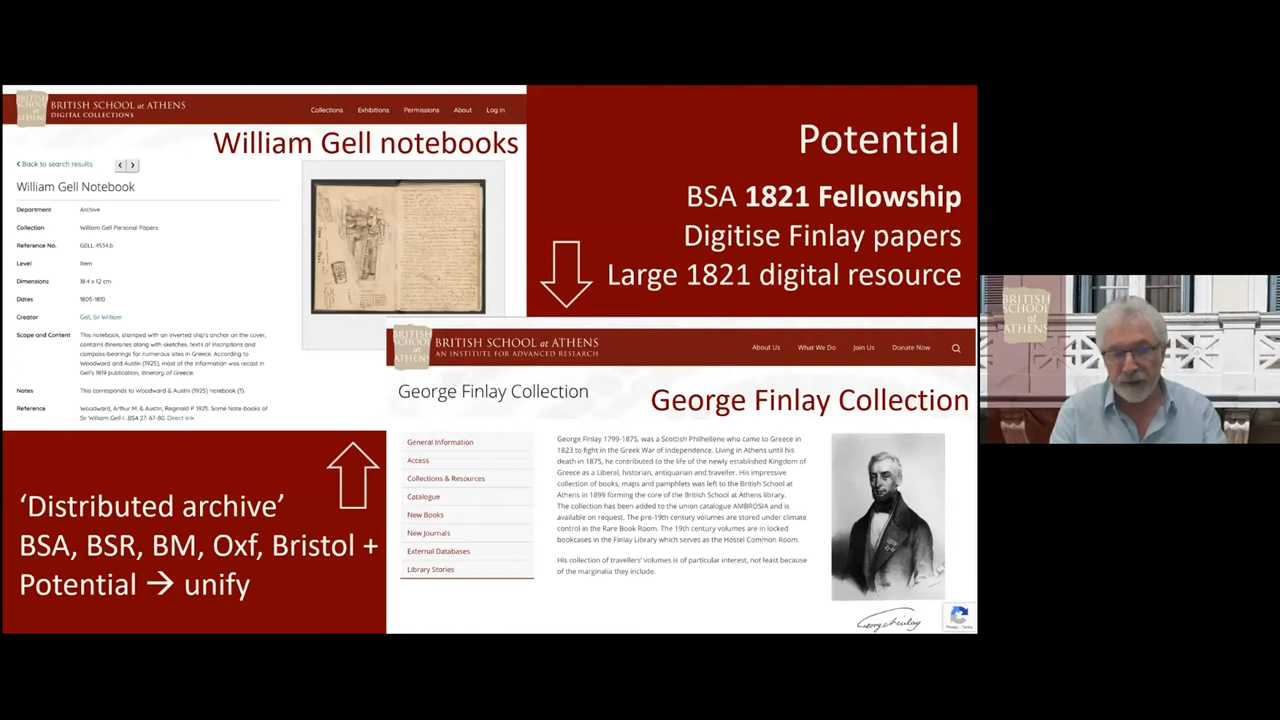 BRITISH SCHOOL at ATHENS
DIGITAL COLLECTIONS
Collections Exhibitions Permissions About Log in
William Gell notebooks
Back to search results
William Gell Notebook
Department Archive
Collection William Gell Personal Papers
Reference No. GELL 4534.b
Level Item
Dimensions 18.4 x 12 cm
Dates 1805-1810
Creator Gell, Sir William
Scope and Content This notebook, stamped with an inverted ship's anchor on the cover,
contains itineraries along with sketches, texts of inscriptions and
compass-bearings for numerous sites in Greece. According to
Woodward and Austin (1925), most of the information was recast in
Gell's 1819 publication, Itinerary of Greece.
Notes This corresponds to Woodward & Austin (1925) notebook (1).
Reference Woodward, Arthur M. & Austin, Reginald P. 1925. Some Note-books of
Sir William Gell-I. BSA 27: 67-80. Direct link
Potential
BSA 1821 Fellowship
Digitise Finlay papers
Large 1821 digital resource
'Distributed archive'
BSA, BSR, BM, Oxf, Bristol +
Potential → unify
BRITISH SCHOOL at ATHENS
BRITISH SCHOOL at ATHENS
AN INSTITUTE FOR ADVANCED RESEARCH
About Us What We Do Join Us Donate Now
George Finlay Collection
George Finlay Collection
General Information
Access
Collections & Resources
Catalogue
New Books
New Journals
External Databases
Library Stories
George Finlay 1799-1875, was a Scottish Philhellene who came to Greece in
1823 to fight in the Greek War of Independence. Living in Athens until his
death in 1875, he contributed to the life of the newly established Kingdom of
Greece as a Liberal, historian, antiquarian and traveller. His impressive
collection of books, maps and pamphlets was left to the British School at
Athens in 1899 forming the core of the British School at Athens library.
The collection has been added to the union catalogue AMBROSIA and is
available on request. The pre-19th century volumes are stored under climate
control in the Rare Book Room. The 19th century volumes are in locked
bookcases in the Finlay Library which serves as the Hostel Common Room.
His collection of travellers' volumes is of particular interest, not least because
of the marginalia they include.
George Finlay
Privacy - Terms
BRITISH
SCHOOL
at
ATHENS